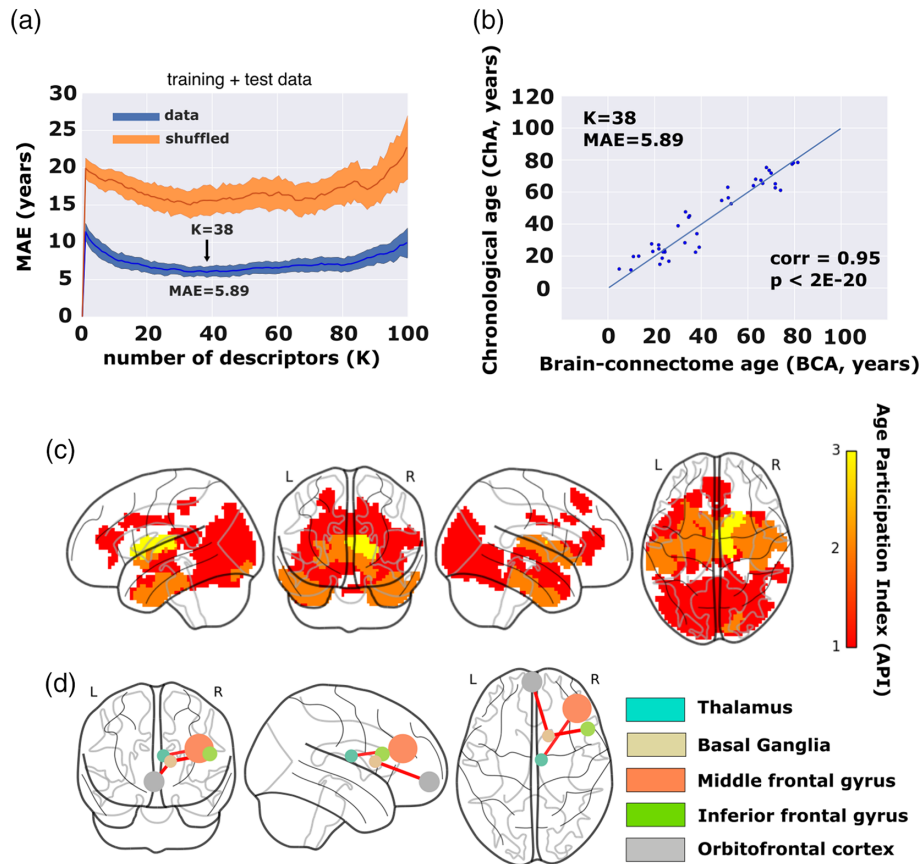 (a)
training + test data
MAE (years)
30
25
20
15
10
5
0
data
shuffled
K=38
MAE=5.89
0 20 40 60 80 100
number of descriptors (K)
(b)
Chronological age (ChA, years)
120
100
80
60
40
20
0
K=38
MAE=5.89
corr = 0.95
p < 2E-20
0 20 40 60 80 100 120
Brain-connectome age (BCA, years)
(c)
L R
L R
3
2
1
Age Participation Index (API)
(d)
L R
L R
Thalamus
Basal Ganglia
Middle frontal gyrus
Inferior frontal gyrus
Orbitofrontal cortex